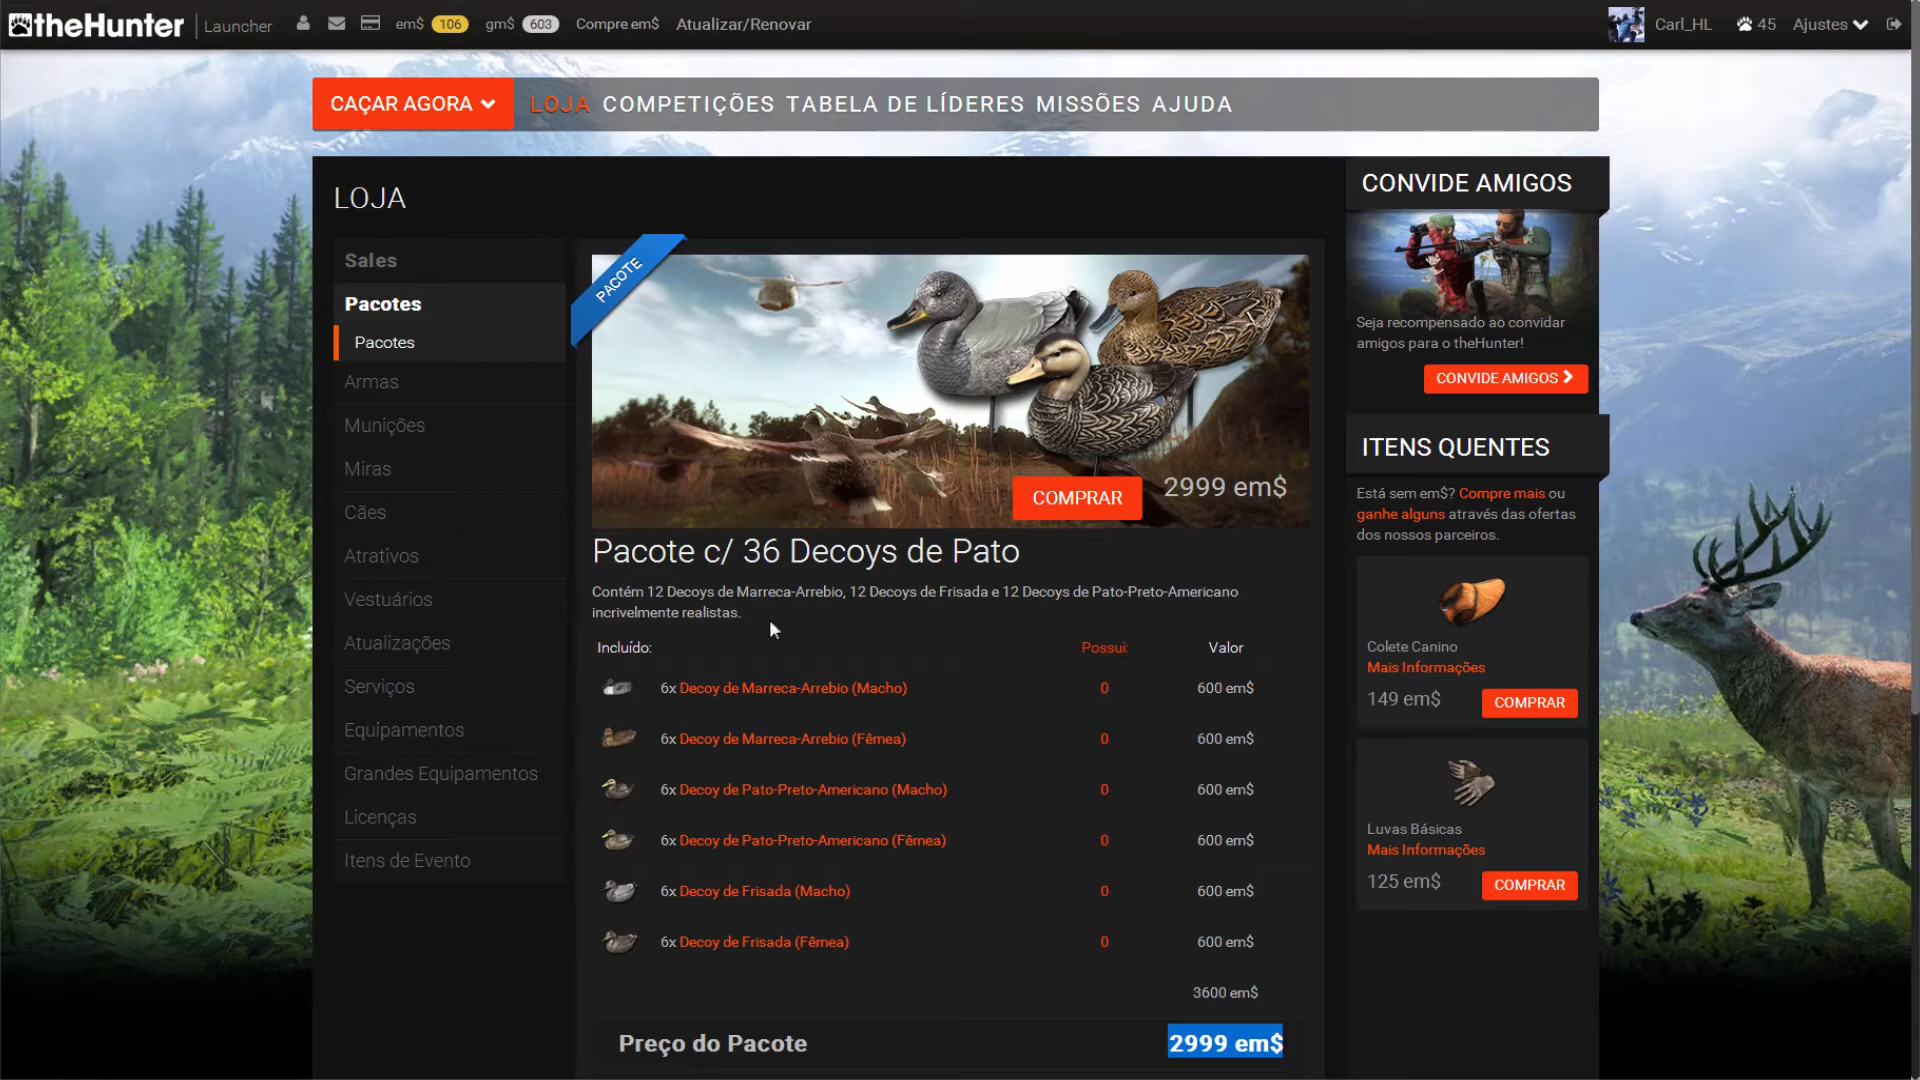 theHunter Launcher em$ 106 gm$ 603 Compre em$ Atualizar/Renovar Carl_HL 45 Ajustes
CAÇAR AGORA LOJA COMPETIÇÕES TABELA DE LÍDERES MISSÕES AJUDA
LOJA
Sales
Pacotes
Pacotes
Armas
Munições
Miras
Cães
Atrativos
Vestuários
Atualizações
Serviços
Equipamentos
Grandes Equipamentos
Licenças
Itens de Evento
PACOTE
COMPRAR 2999 em$
Pacote c/ 36 Decoys de Pato
Contém 12 Decoys de Marreca-Arrebio, 12 Decoys de Frisada e 12 Decoys de Pato-Preto-Americano
incrivelmente realistas.
Incluído: Possui: Valor
6x Decoy de Marreca-Arrebio (Macho) 0 600 em$
6x Decoy de Marreca-Arrebio (Fêmea) 0 600 em$
6x Decoy de Pato-Preto-Americano (Macho) 0 600 em$
6x Decoy de Pato-Preto-Americano (Fêmea) 0 600 em$
6x Decoy de Frisada (Macho) 0 600 em$
6x Decoy de Frisada (Fêmea) 0 600 em$
3600 em$
Preço do Pacote 2999 em$
CONVIDE AMIGOS
Seja recompensado ao convidar
amigos para o theHunter!
CONVIDE AMIGOS
ITENS QUENTES
Está sem em$? Compre mais ou
ganhe alguns através das ofertas
dos nossos parceiros.
Colete Canino
Mais Informações
149 em$ COMPRAR
Luvas Básicas
Mais Informações
125 em$ COMPRAR